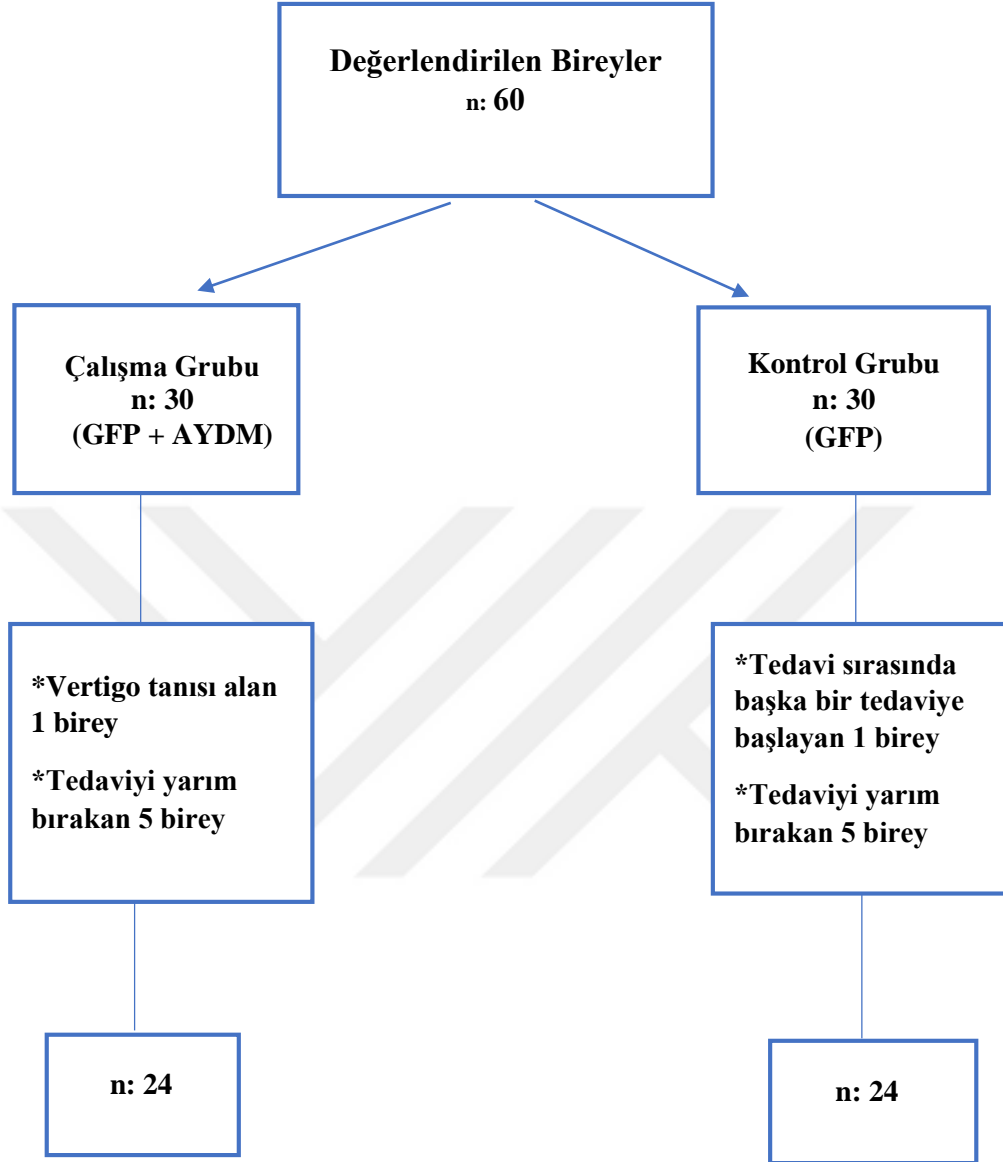 Değerlendirilen Bireyler
n: 60
Çalışma Grubu
n: 30
(GFP + AYDM)
Kontrol Grubu
n: 30
(GFP)
*Vertigo tanısı alan
1 birey
*Tedaviyi yarım
bırakan 5 birey
*Tedavi sırasında
başka bir tedaviye
başlayan 1 birey
*Tedaviyi yarım
bırakan 5 birey
n: 24
n: 24